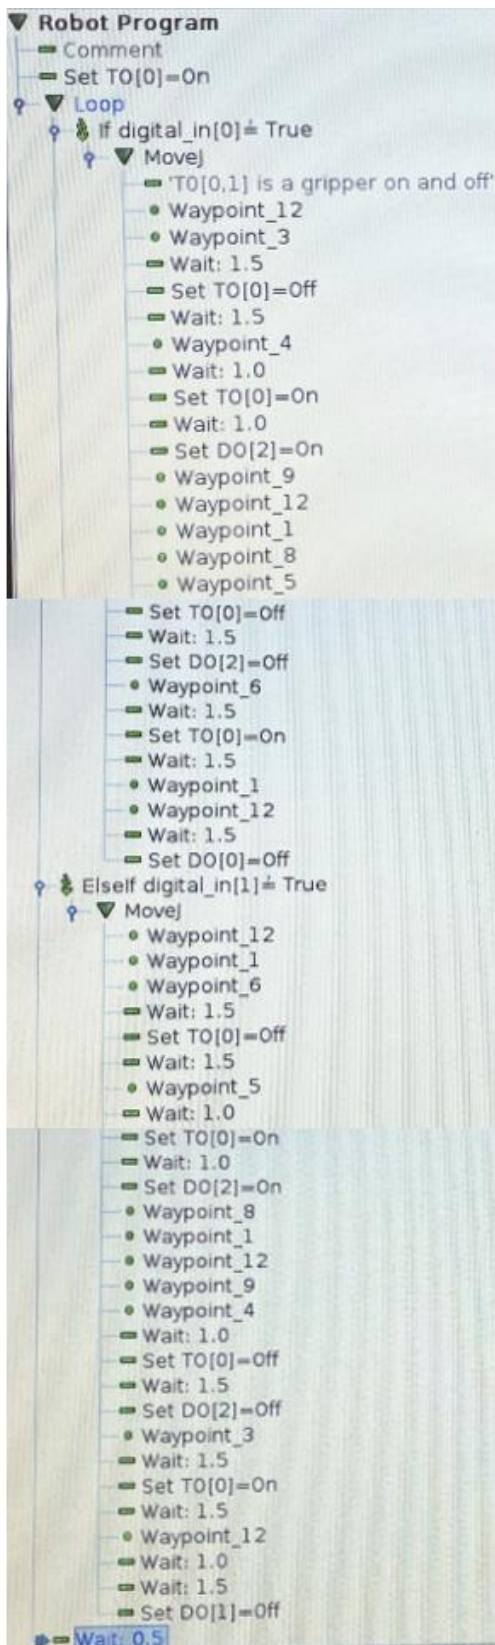 Robot Program
Comment
Set TO[0]=On
Loop
If digital_in[0]≟ True
MoveJ
'TO[0,1] is a gripper on and off'
Waypoint_12
Waypoint_3
Wait: 1.5
Set TO[0]=Off
Wait: 1.5
Waypoint_4
Wait: 1.0
Set TO[0]=On
Wait: 1.0
Set DO[2]=On
Waypoint_9
Waypoint_12
Waypoint_1
Waypoint_8
Waypoint_5
Set TO[0]=Off
Wait: 1.5
Set DO[2]=Off
Waypoint_6
Wait: 1.5
Set TO[0]=On
Wait: 1.5
Waypoint_1
Waypoint_12
Wait: 1.5
Set DO[0]=Off
ElseIf digital_in[1]≟ True
MoveJ
Waypoint_12
Waypoint_1
Waypoint_6
Wait: 1.5
Set TO[0]=Off
Wait: 1.5
Waypoint_5
Wait: 1.0
Set TO[0]=On
Wait: 1.0
Set DO[2]=On
Waypoint_8
Waypoint_1
Waypoint_12
Waypoint_9
Waypoint_4
Wait: 1.0
Set TO[0]=Off
Wait: 1.5
Set DO[2]=Off
Waypoint_3
Wait: 1.5
Set TO[0]=On
Wait: 1.5
Waypoint_12
Wait: 1.0
Wait: 1.5
Set DO[1]=Off
Wait: 0.5